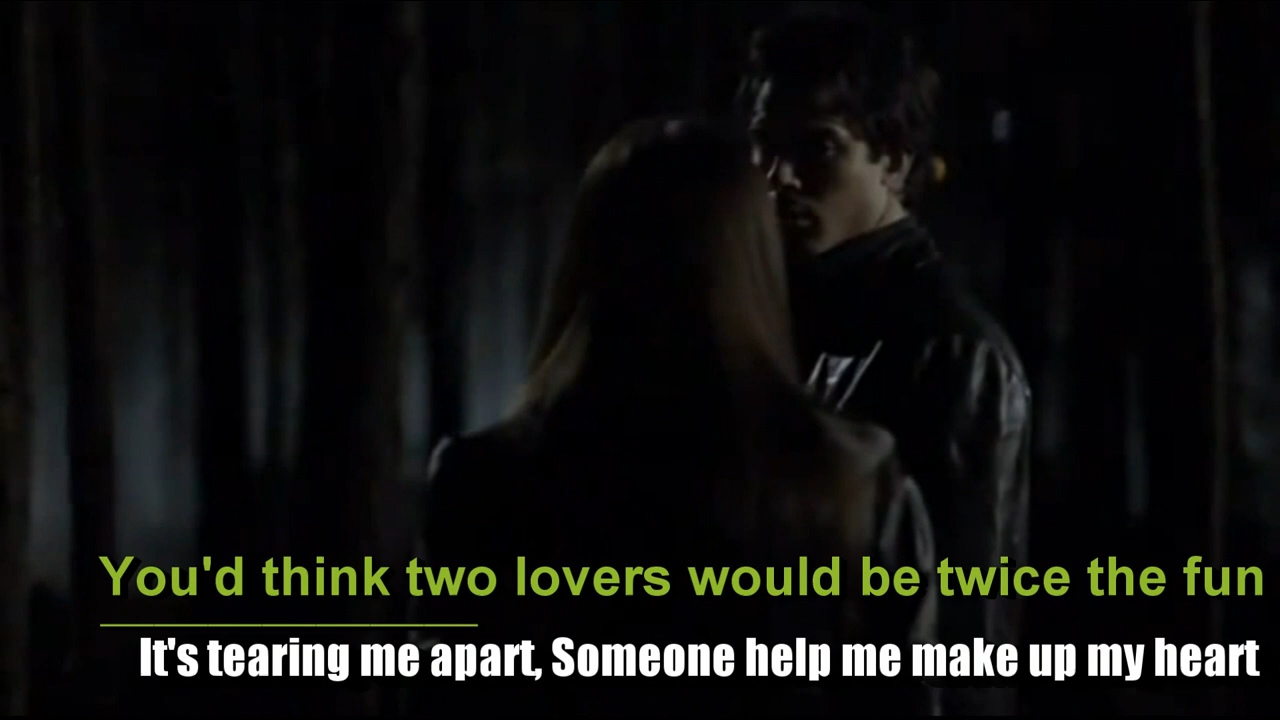 You'd think two lovers would be twice the fun
It's tearing me apart, Someone help me make up my heart